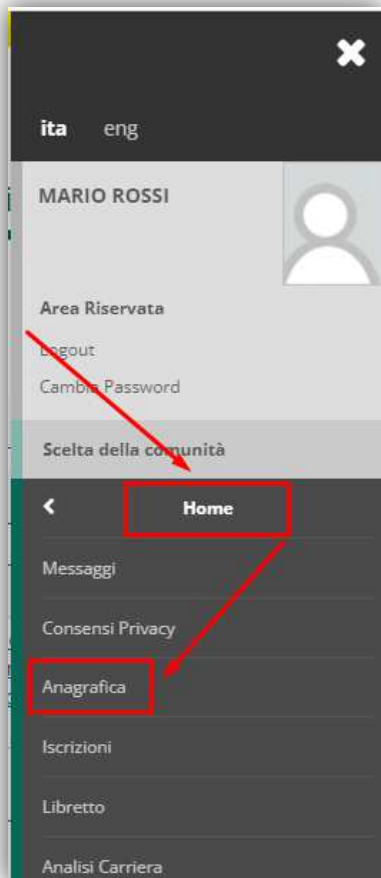 ita eng
MARIO ROSSI
Area Riservata
Logout
Cambia Password
Scelta della comunità
Home
Messaggi
Consensi Privacy
Anagrafica
Iscrizioni
Libretto
Analisi Carriera